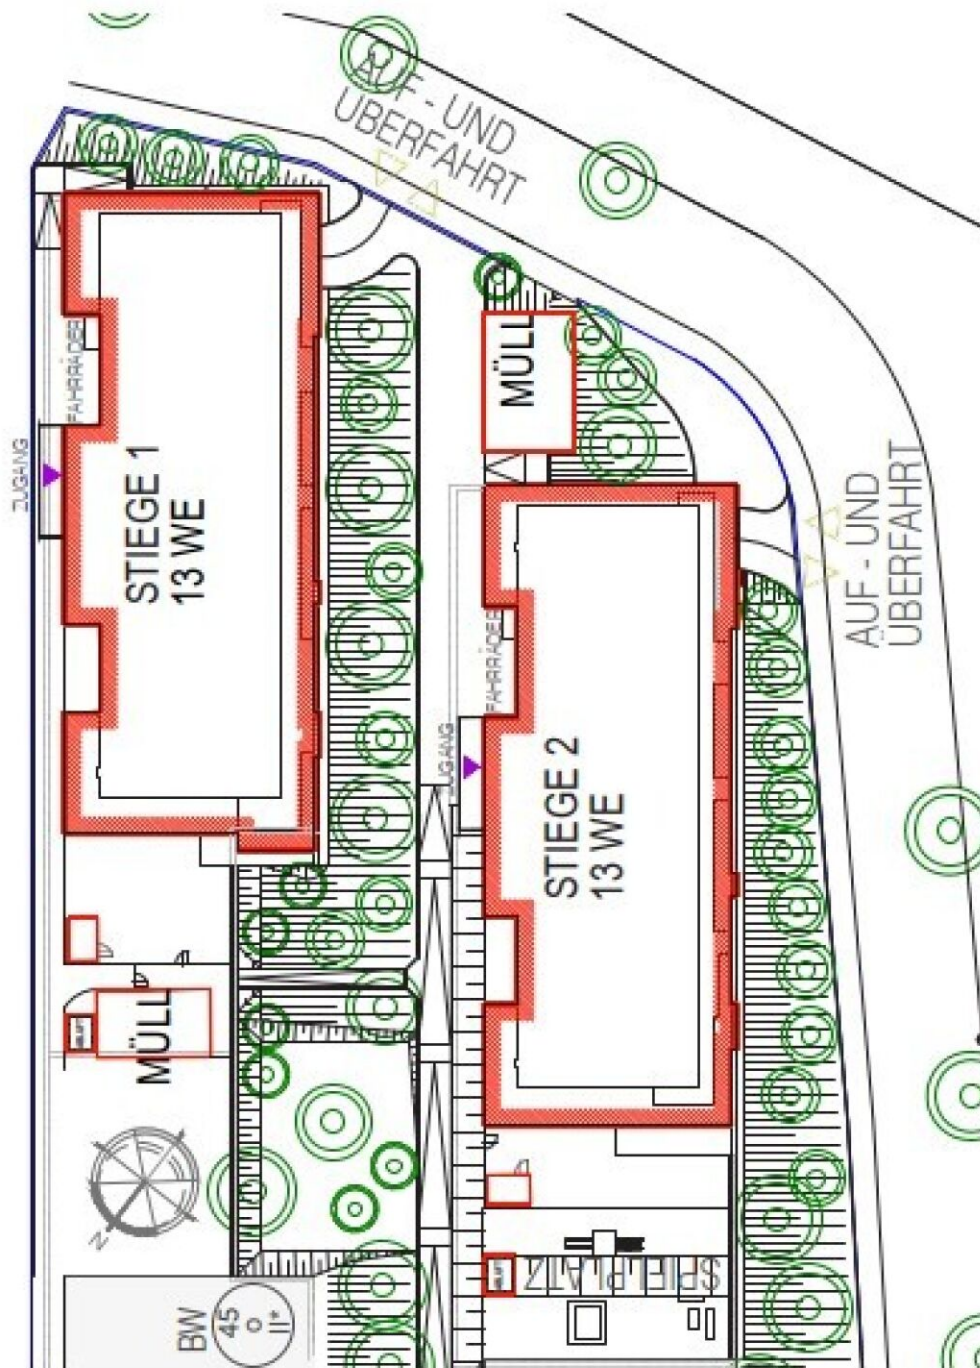 AUF - UND
ÜBERFAHRT
MÜLL
FAHRRÄDER
ZUGANG
STIEGE 1
13 WE
AUF - UND
ÜBERFAHRT
FAHRRÄDER
ZUGANG
STIEGE 2
13 WE
MÜLL
N
SPIELPLATZ
BW
45
o
II*